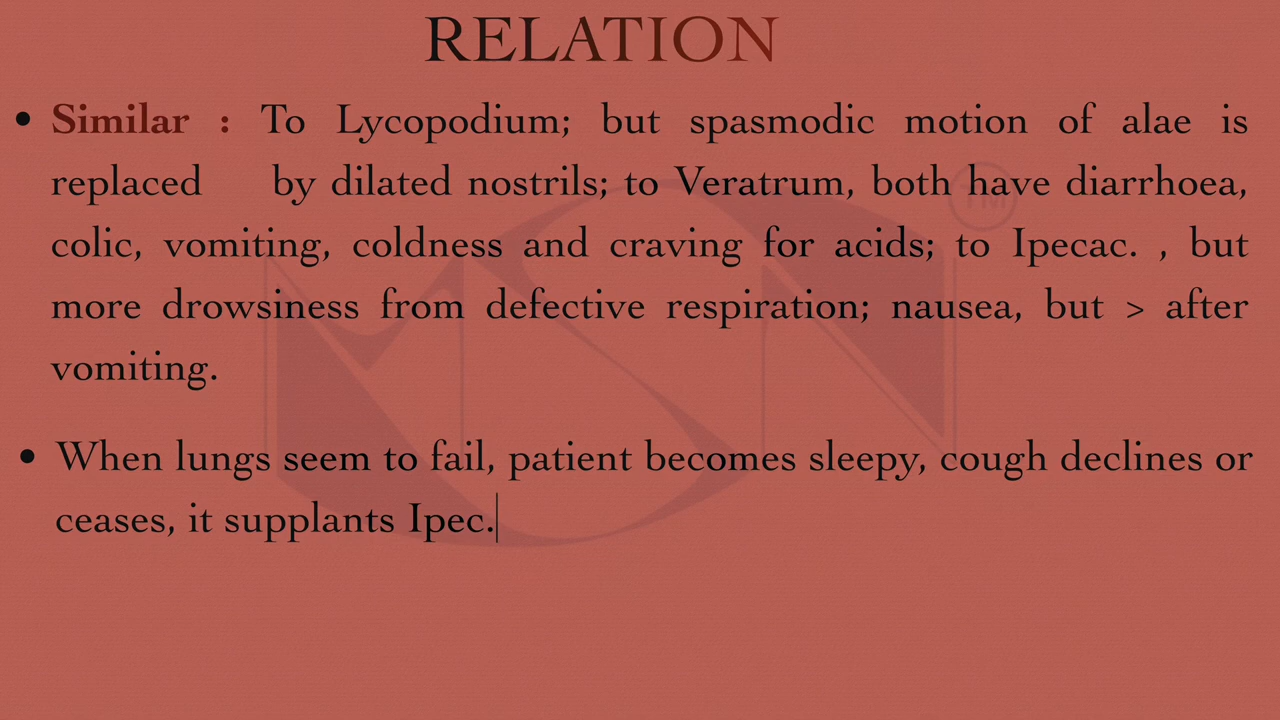 RELATION
• Similar : To Lycopodium; but spasmodic motion of alae is
replaced by dilated nostrils; to Veratrum, both have diarrhoea,
colic, vomiting, coldness and craving for acids; to Ipecac. , but
more drowsiness from defective respiration; nausea, but > after
vomiting.
• When lungs seem to fail, patient becomes sleepy, cough declines or
ceases, it supplants Ipec.
MSN
TM